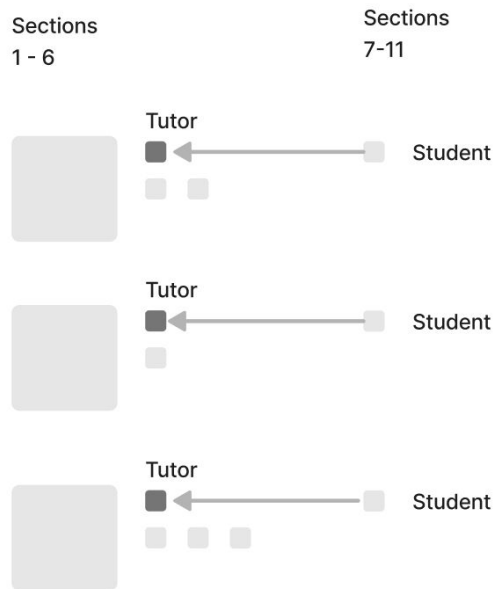 Sections
1 - 6
Sections
7-11
Tutor
Student
Tutor
Student
Tutor
Student